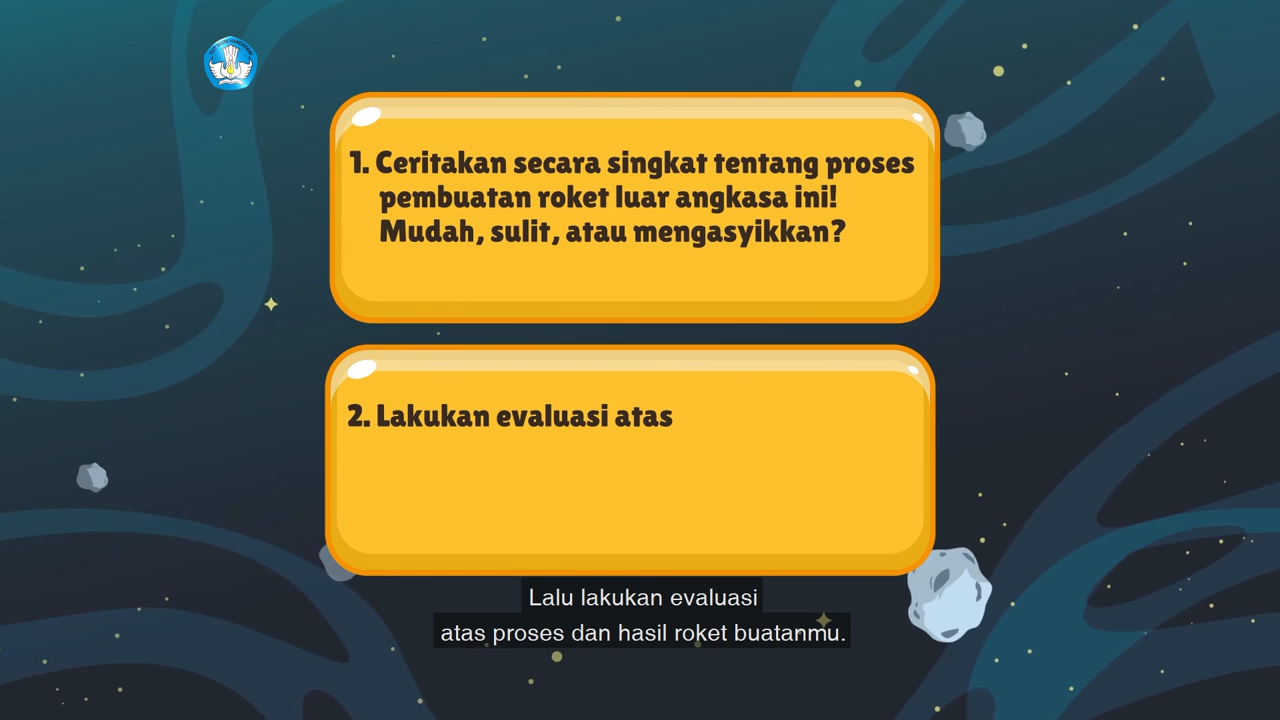 1. Ceritakan secara singkat tentang proses
pembuatan roket luar angkasa ini!
Mudah, sulit, atau mengasyikkan?
2. Lakukan evaluasi atas
Lalu lakukan evaluasi
atas proses dan hasil roket buatanmu.